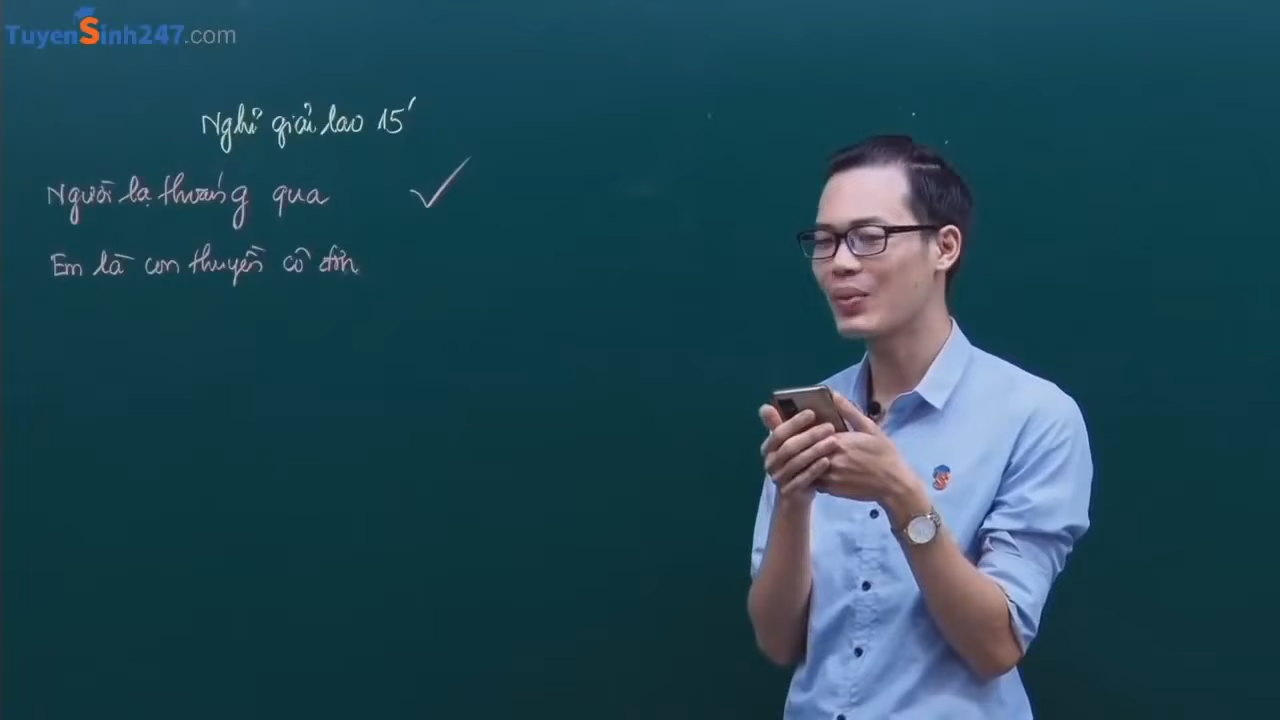 TuyenSinh247.com
Nghỉ giải lao 15'
Người lạ thoáng qua
Em là con thuyền cô đơn